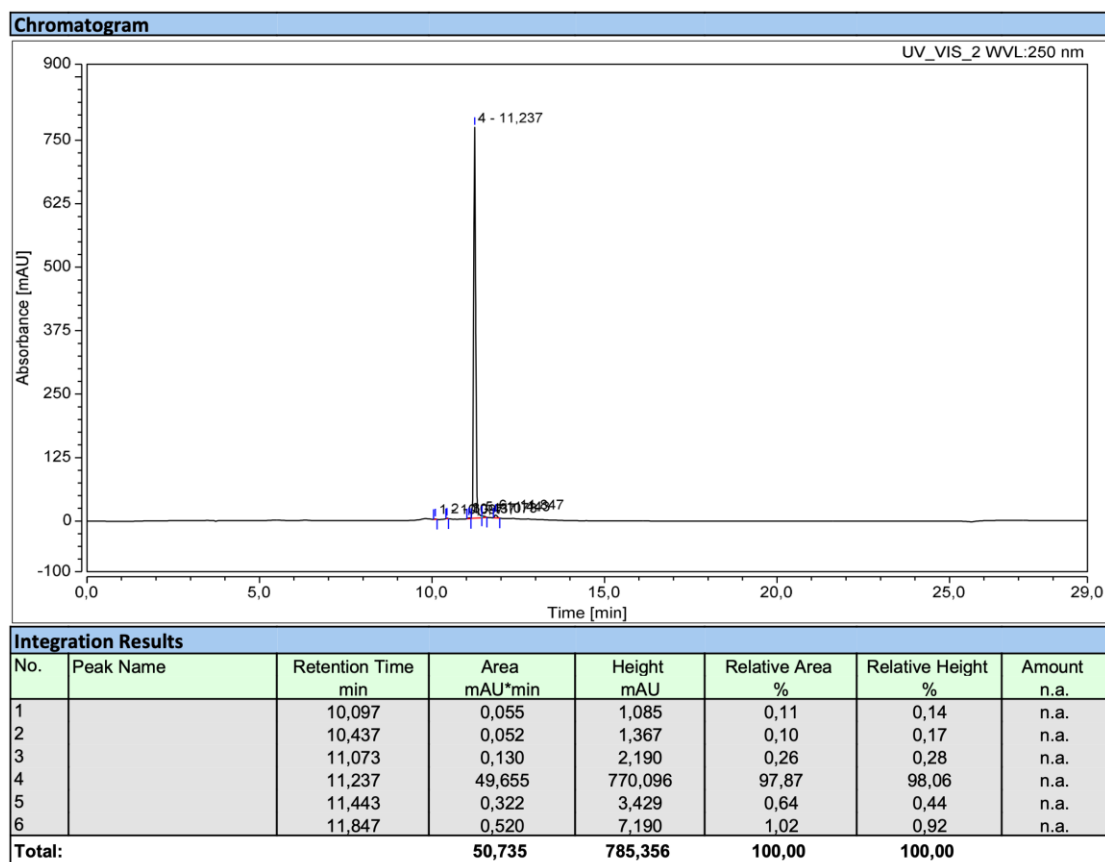 Chromatogram
UV_VIS_2 WVL:250 nm
900
750
625
500
375
250
125
0
-100
Absorbance [mAU]
4 - 11,237
0,0 5,0 10,0 15,0 20,0 25,0 29,0
Time [min]
Integration Results
No. Peak Name Retention Time Area Height Relative Area Relative Height Amount
min mAU*min mAU % % n.a.
1 10,097 0,055 1,085 0,11 0,14 n.a.
2 10,437 0,052 1,367 0,10 0,17 n.a.
3 11,073 0,130 2,190 0,26 0,28 n.a.
4 11,237 49,655 770,096 97,87 98,06 n.a.
5 11,443 0,322 3,429 0,64 0,44 n.a.
6 11,847 0,520 7,190 1,02 0,92 n.a.
Total: 50,735 785,356 100,00 100,00